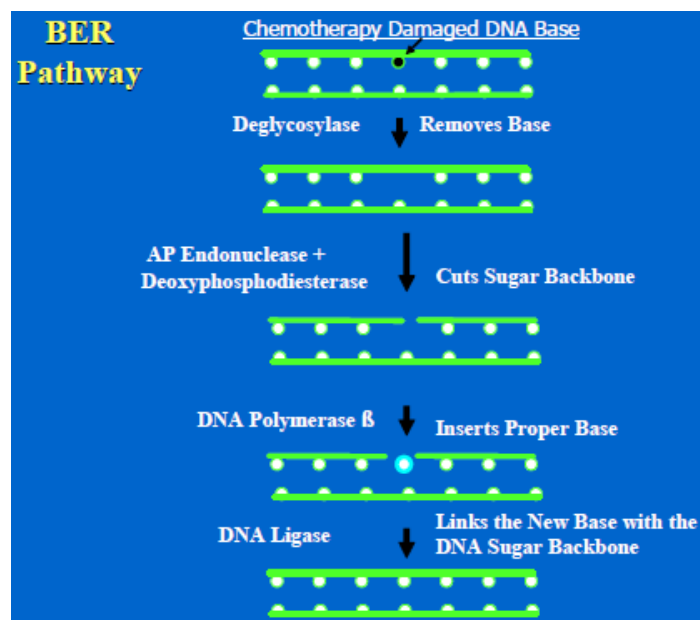 BER
Pathway
Chemotherapy Damaged DNA Base
Deglycosylase
Removes Base
AP Endonuclease +
Deoxyphosphodiesterase
Cuts Sugar Backbone
DNA Polymerase ß
Inserts Proper Base
DNA Ligase
Links the New Base with the
DNA Sugar Backbone